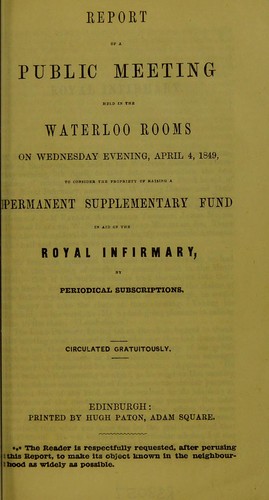 REPORT
OF A
PUBLIC MEETING
HELD IN THE
WATERLOO ROOMS
ON WEDNESDAY EVENING, APRIL 4, 1849,
TO CONSIDER THE PROPRIETY OF RAISING A
PERMANENT SUPPLEMENTARY FUND
IN AID OF THE
ROYAL INFIRMARY,
BY
PERIODICAL SUBSCRIPTIONS.
CIRCULATED GRATUITOUSLY.
EDINBURGH:
PRINTED BY HUGH PATON, ADAM SQUARE.
*** The Reader is respectfully requested, after perusing
this Report, to make its object known in the neighbour-
hood as widely as possible.